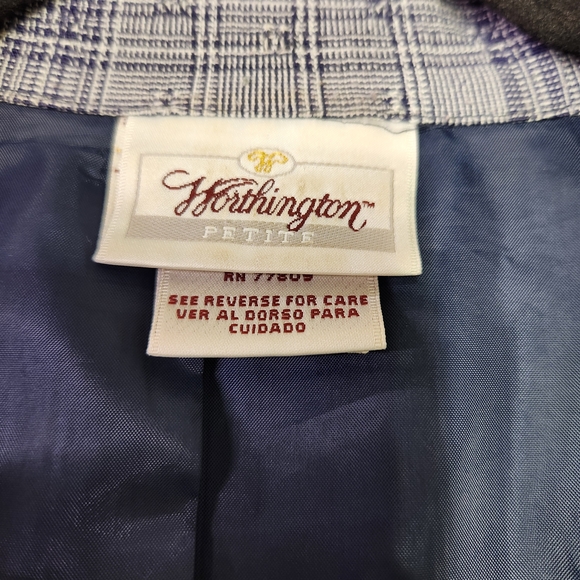 W
Worthington™
PETITE
RN 77809
SEE REVERSE FOR CARE
VER AL DORSO PARA
CUIDADO